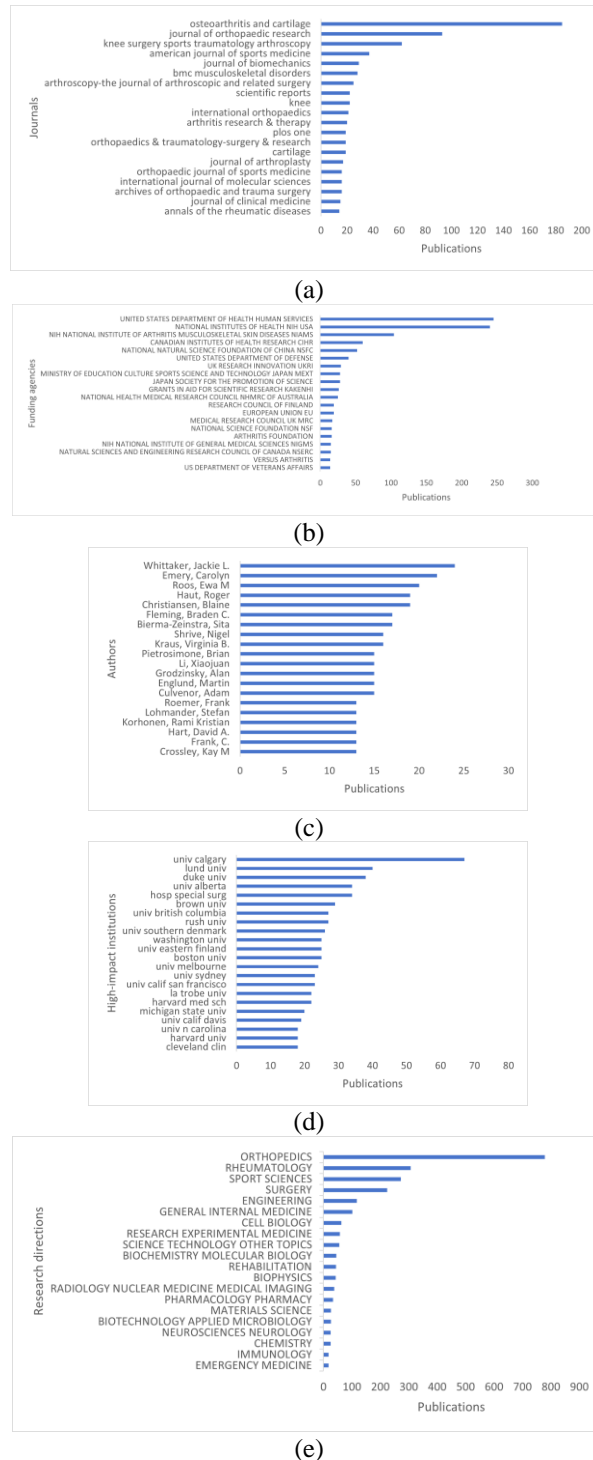 osteoarthritis and cartilage
journal of orthopaedic research
knee surgery sports traumatology arthroscopy
american journal of sports medicine
journal of biomechanics
bmc musculoskeletal disorders
arthroscopy-the journal of arthroscopic and related surgery
scientific reports
knee
international orthopaedics
arthritis research & therapy
plos one
orthopaedics & traumatology-surgery & research
cartilage
journal of arthroplasty
orthopaedic journal of sports medicine
international journal of molecular sciences
archives of orthopaedic and trauma surgery
journal of clinical medicine
annals of the rheumatic diseases
Journals
0 20 40 60 80 100 120 140 160 180 200
Publications
(a)
UNITED STATES DEPARTMENT OF HEALTH HUMAN SERVICES
NATIONAL INSTITUTES OF HEALTH NIH USA
NIH NATIONAL INSTITUTE OF ARTHRITIS MUSCULOSKELETAL SKIN DISEASES NIAMS
CANADIAN INSTITUTES OF HEALTH RESEARCH CIHR
NATIONAL NATURAL SCIENCE FOUNDATION OF CHINA NSFC
UNITED STATES DEPARTMENT OF DEFENSE
UK RESEARCH INNOVATION UKRI
MINISTRY OF EDUCATION CULTURE SPORTS SCIENCE AND TECHNOLOGY JAPAN MEXT
JAPAN SOCIETY FOR THE PROMOTION OF SCIENCE
GRANTS IN AID FOR SCIENTIFIC RESEARCH KAKENHI
NATIONAL HEALTH MEDICAL RESEARCH COUNCIL NHMRC OF AUSTRALIA
RESEARCH COUNCIL OF FINLAND
EUROPEAN UNION EU
MEDICAL RESEARCH COUNCIL UK MRC
NATIONAL SCIENCE FOUNDATION NSF
ARTHRITIS FOUNDATION
NIH NATIONAL INSTITUTE OF GENERAL MEDICAL SCIENCES NIGMS
NATURAL SCIENCES AND ENGINEERING RESEARCH COUNCIL OF CANADA NSERC
VERSUS ARTHRITIS
US DEPARTMENT OF VETERANS AFFAIRS
Funding agencies
0 50 100 150 200 250 300
Publications
(b)
Whittaker, Jackie L.
Emery, Carolyn
Roos, Ewa M
Haut, Roger
Christiansen, Blaine
Fleming, Braden C.
Bierma-Zeinstra, Sita
Shrive, Nigel
Kraus, Virginia B.
Pietrosimone, Brian
Li, Xiaojuan
Grodzinsky, Alan
Englund, Martin
Culvenor, Adam
Roemer, Frank
Lohmander, Stefan
Korhonen, Rami Kristian
Hart, David A.
Frank, C.
Crossley, Kay M
Authors
0 5 10 15 20 25 30
Publications
(c)
univ calgary
lund univ
duke univ
univ alberta
hosp special surg
brown univ
univ british columbia
rush univ
univ southern denmark
washington univ
univ eastern finland
boston univ
univ melbourne
univ sydney
univ calif san francisco
la trobe univ
harvard med sch
michigan state univ
univ calif davis
univ n carolina
harvard univ
cleveland clin
High-impact institutions
0 10 20 30 40 50 60 70 80
Publications
(d)
ORTHOPEDICS
RHEUMATOLOGY
SPORT SCIENCES
SURGERY
ENGINEERING
GENERAL INTERNAL MEDICINE
CELL BIOLOGY
RESEARCH EXPERIMENTAL MEDICINE
SCIENCE TECHNOLOGY OTHER TOPICS
BIOCHEMISTRY MOLECULAR BIOLOGY
REHABILITATION
BIOPHYSICS
RADIOLOGY NUCLEAR MEDICINE MEDICAL IMAGING
PHARMACOLOGY PHARMACY
MATERIALS SCIENCE
BIOTECHNOLOGY APPLIED MICROBIOLOGY
NEUROSCIENCES NEUROLOGY
CHEMISTRY
IMMUNOLOGY
EMERGENCY MEDICINE
Research directions
0 100 200 300 400 500 600 700 800 900
Publications
(e)